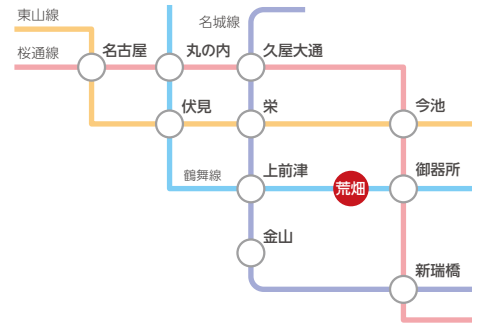 東山線
名城線
桜通線
名古屋
丸の内
久屋大通
伏見
栄
今池
鶴舞線
上前津
荒畑
御器所
金山
新瑞橋